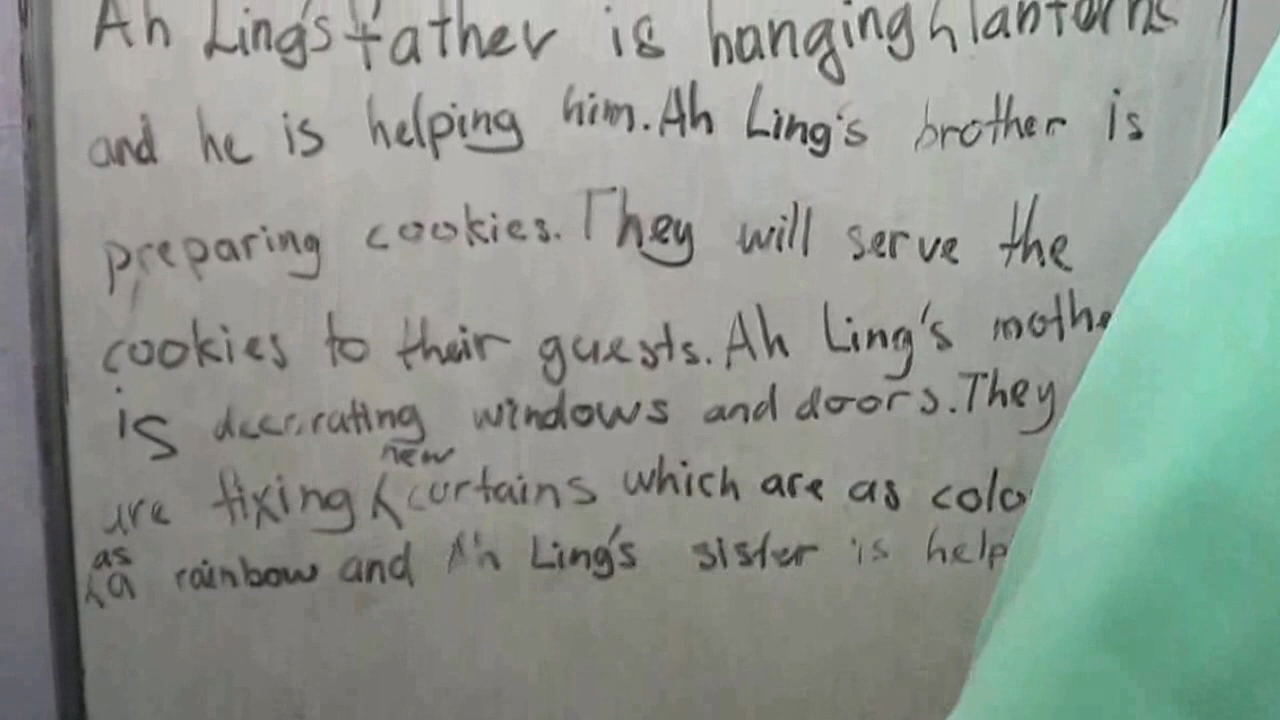 Ah Ling's father is hanging lanterns
and he is helping him. Ah Ling's brother is
preparing cookies. They will serve the
cookies to their guests. Ah Ling's mothe
is decorating windows and doors. They
new
are fixing curtains which are as colo
as
a rainbow and Ah Ling's sister is help